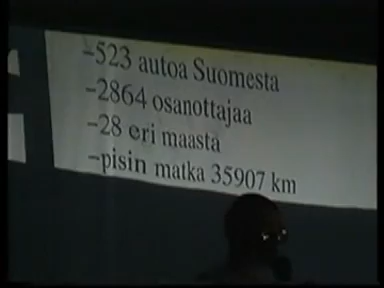 -523 autoa Suomesta
-2864 osanottajaa
-28 eri maasta
-pisin matka 35907 km